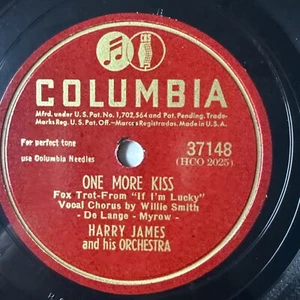 CBS
COLUMBIA
Mfrd. under U.S. Pat. No. 1,702,564 and Pat. Pending. Trade-
Marks Reg. U.S. Pat. Off.—Marcas Registradas. Made in U.S.A.
For perfect tone
use Columbia Needles
37148
(HCO 2025)
ONE MORE KISS
Fox Trot-From "If I'm Lucky"
Vocal Chorus by Willie Smith
- De Lange - Myrow -
HARRY JAMES
and his ORCHESTRA